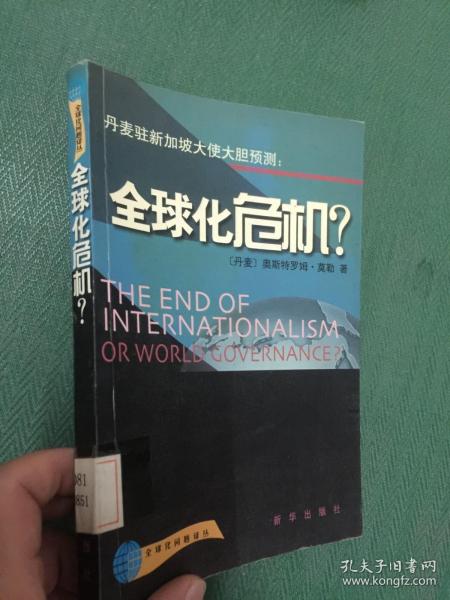 丹麦驻新加坡大使大胆预测：
全球化危机?
〔丹麦〕奥斯特罗姆·莫勒 著
THE END OF
INTERNATIONALISM
OR WORLD GOVERNANCE?
新华出版社
全球化问题译丛
全球化问题译丛
全球化危机?
081
851
孔夫子旧书网
kongfz.com